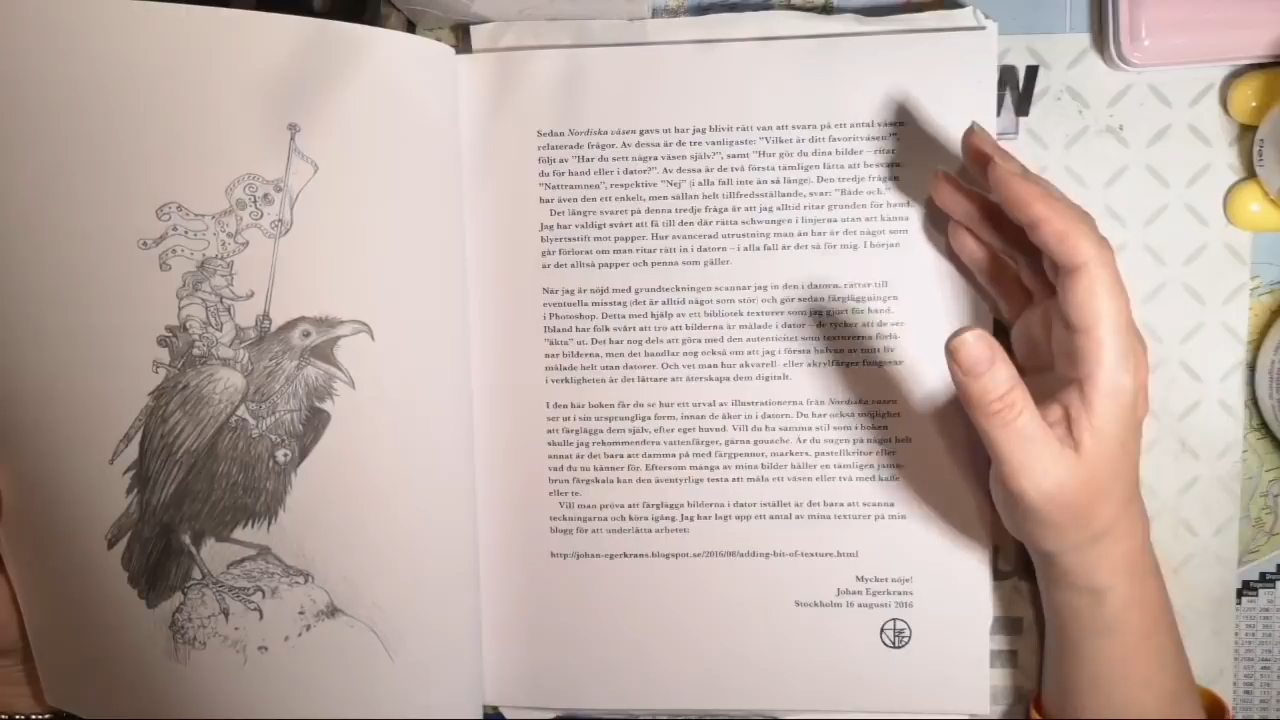 Sedan Nordiska väsen gavs ut har jag blivit rätt van att svara på ett antal väsen-
relaterade frågor. Av dessa är de tre vanligaste: "Vilket är ditt favoritväsen?",
följt av "Har du sett några väsen själv?", samt "Hur gör du dina bilder – ritar
du för hand eller i dator?". Av dessa är de två första tämligen lätta att besvara:
"Nattramnen", respektive "Nej" (i alla fall inte än så länge). Den tredje frågan
har även den ett enkelt, men sällan helt tillfredsställande, svar: "Både och."
Det längre svaret på denna tredje fråga är att jag alltid ritar grunden för hand.
Jag har väldigt svårt att få till den där rätta schwungen i linjerna utan att känna
blyertsstift mot papper. Hur avancerad utrustning man än har är det något som
går förlorat om man ritar rätt in i datorn – i alla fall är det så för mig. I början
är det alltså papper och penna som gäller.
När jag är nöjd med grundteckningen scannar jag in den i datorn, rättar till
eventuella misstag (det är alltid något som stör) och gör sedan färgläggningen
i Photoshop. Detta med hjälp av ett bibliotek texturer som jag gjort för hand.
Ibland har folk svårt att tro att bilderna är målade i dator – de tycker att de ser
"äkta" ut. Det har nog dels att göra med den autenticitet som texturerna förlä-
nar bilderna, men det handlar nog också om att jag i första halvan av mitt liv
målade helt utan datorer. Och vet man hur akvarell- eller akrylfärger fungerar
i verkligheten är det lättare att återskapa dem digitalt.
I den här boken får du se hur ett urval av illustrationerna från Nordiska väsen
ser ut i sin ursprungliga form, innan de åker in i datorn. Du har också möjlighet
att färglägga dem själv, efter eget huvud. Vill du ha samma stil som i boken
skulle jag rekommendera vattenfärger, gärna gouache. Är du sugen på något helt
annat är det bara att damma på med färgpennor, markers, pastellkritor eller
vad du nu känner för. Eftersom många av mina bilder håller en tämligen jämn-
brun färgskala kan den äventyrlige testa att måla ett väsen eller två med kaffe
eller te.
Vill man pröva att färglägga bilderna i dator istället är det bara att scanna
teckningarna och köra igång. Jag har lagt upp ett antal av mina texturer på min
blogg för att underlätta arbetet:
http://johan-egerkrans.blogspot.se/2016/08/adding-bit-of-texture.html
Mycket nöje!
Johan Egerkrans
Stockholm 16 augusti 2016
W